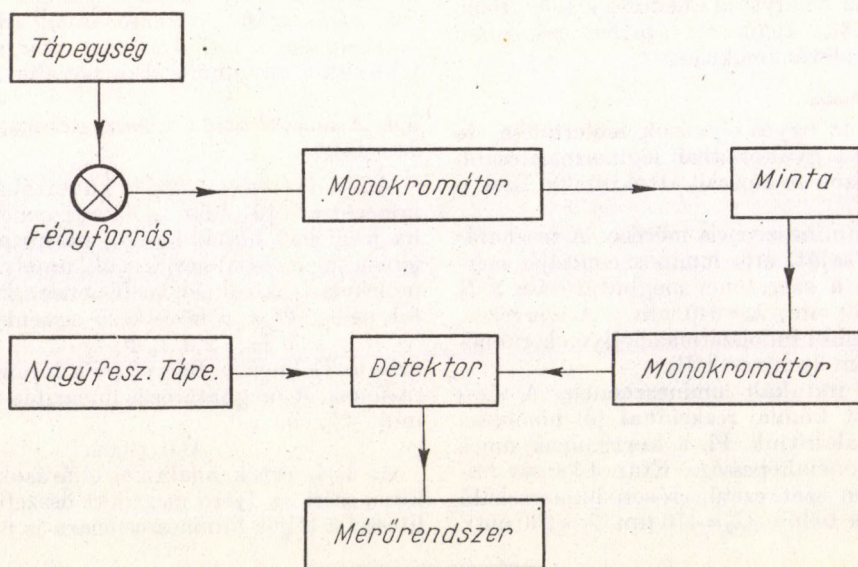 Tápegység
Fényforrás
Monokromátor
Minta
Nagyfesz. Tápe.
Detektor
Monokromátor
Mérőrendszer